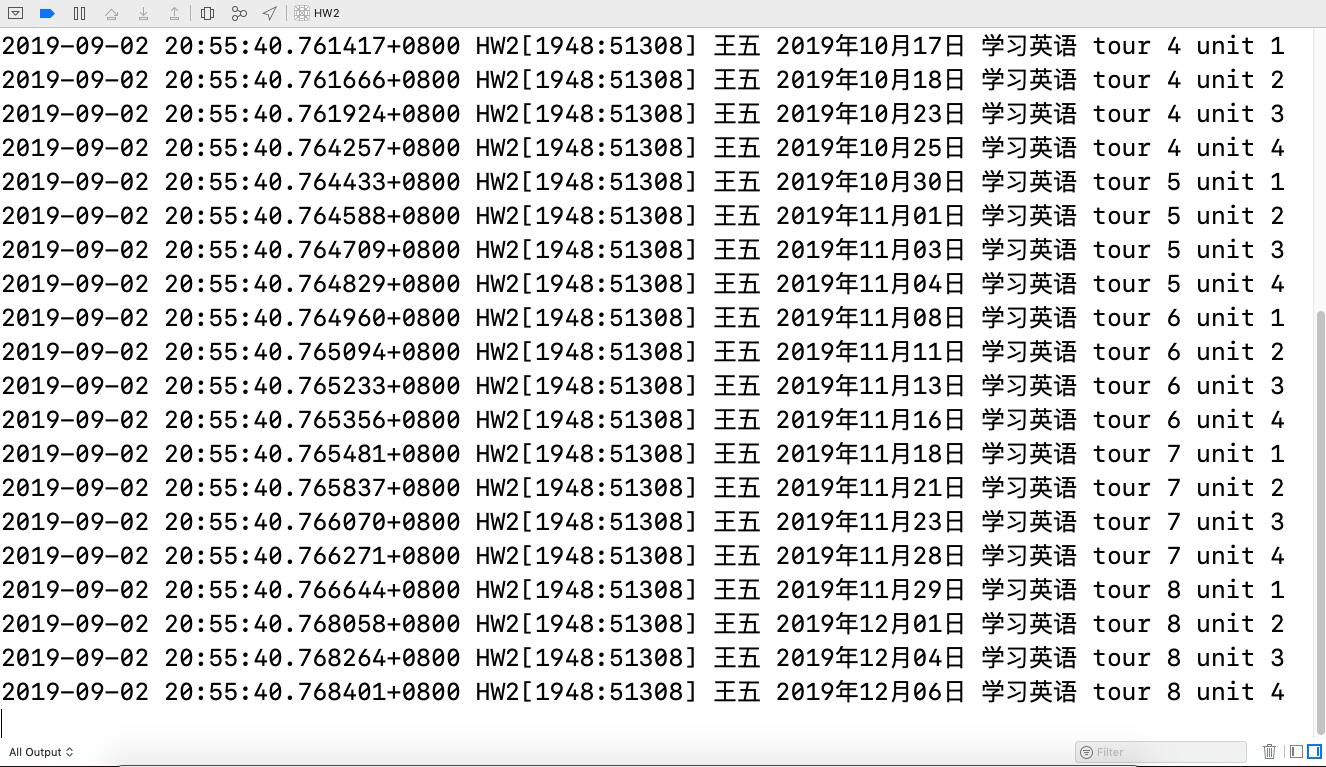 HW2
2019-09-02 20:55:40.761417+0800 HW2[1948:51308] 王五 2019年10月17日 学习英语 tour 4 unit 1
2019-09-02 20:55:40.761666+0800 HW2[1948:51308] 王五 2019年10月18日 学习英语 tour 4 unit 2
2019-09-02 20:55:40.761924+0800 HW2[1948:51308] 王五 2019年10月23日 学习英语 tour 4 unit 3
2019-09-02 20:55:40.764257+0800 HW2[1948:51308] 王五 2019年10月25日 学习英语 tour 4 unit 4
2019-09-02 20:55:40.764433+0800 HW2[1948:51308] 王五 2019年10月30日 学习英语 tour 5 unit 1
2019-09-02 20:55:40.764588+0800 HW2[1948:51308] 王五 2019年11月01日 学习英语 tour 5 unit 2
2019-09-02 20:55:40.764709+0800 HW2[1948:51308] 王五 2019年11月03日 学习英语 tour 5 unit 3
2019-09-02 20:55:40.764829+0800 HW2[1948:51308] 王五 2019年11月04日 学习英语 tour 5 unit 4
2019-09-02 20:55:40.764960+0800 HW2[1948:51308] 王五 2019年11月08日 学习英语 tour 6 unit 1
2019-09-02 20:55:40.765094+0800 HW2[1948:51308] 王五 2019年11月11日 学习英语 tour 6 unit 2
2019-09-02 20:55:40.765233+0800 HW2[1948:51308] 王五 2019年11月13日 学习英语 tour 6 unit 3
2019-09-02 20:55:40.765356+0800 HW2[1948:51308] 王五 2019年11月16日 学习英语 tour 6 unit 4
2019-09-02 20:55:40.765481+0800 HW2[1948:51308] 王五 2019年11月18日 学习英语 tour 7 unit 1
2019-09-02 20:55:40.765837+0800 HW2[1948:51308] 王五 2019年11月21日 学习英语 tour 7 unit 2
2019-09-02 20:55:40.766070+0800 HW2[1948:51308] 王五 2019年11月23日 学习英语 tour 7 unit 3
2019-09-02 20:55:40.766271+0800 HW2[1948:51308] 王五 2019年11月28日 学习英语 tour 7 unit 4
2019-09-02 20:55:40.766644+0800 HW2[1948:51308] 王五 2019年11月29日 学习英语 tour 8 unit 1
2019-09-02 20:55:40.768058+0800 HW2[1948:51308] 王五 2019年12月01日 学习英语 tour 8 unit 2
2019-09-02 20:55:40.768264+0800 HW2[1948:51308] 王五 2019年12月04日 学习英语 tour 8 unit 3
2019-09-02 20:55:40.768401+0800 HW2[1948:51308] 王五 2019年12月06日 学习英语 tour 8 unit 4
All Output
Filter